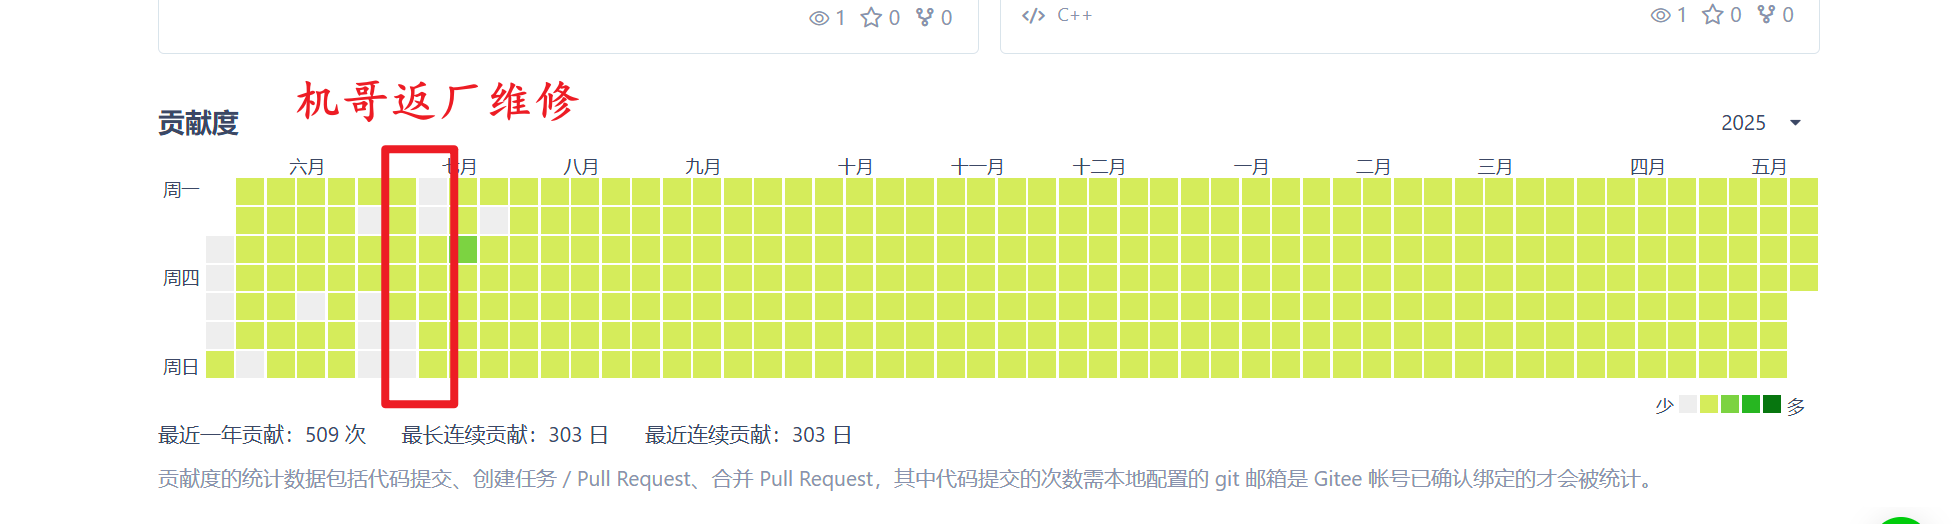 1 0 0
C++ 1 0 0
机哥返厂维修
贡献度
2025
六月 七月 八月 九月 十月 十一月 十二月 一月 二月 三月 四月 五月
周一
周四
周日
少 多
最近一年贡献：509 次 最长连续贡献：303 日 最近连续贡献：303 日
贡献度的统计数据包括代码提交、创建任务 / Pull Request、合并 Pull Request，其中代码提交的次数需本地配置的 git 邮箱是 Gitee 帐号已确认绑定的才会被统计。